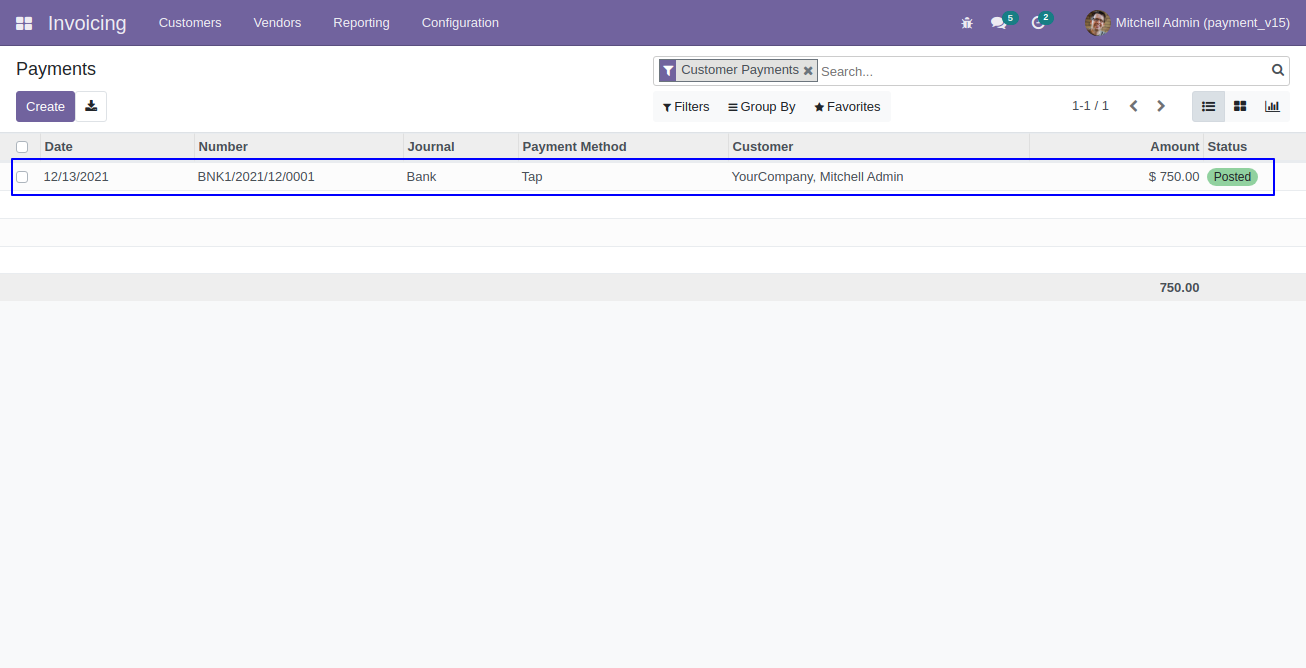 Invoicing Customers Vendors Reporting Configuration 5 2 Mitchell Admin (payment_v15)
Payments
Customer Payments Search...
Create
Filters Group By Favorites 1-1 / 1
Date Number Journal Payment Method Customer Amount Status
12/13/2021 BNK1/2021/12/0001 Bank Tap YourCompany, Mitchell Admin $ 750.00 Posted
750.00